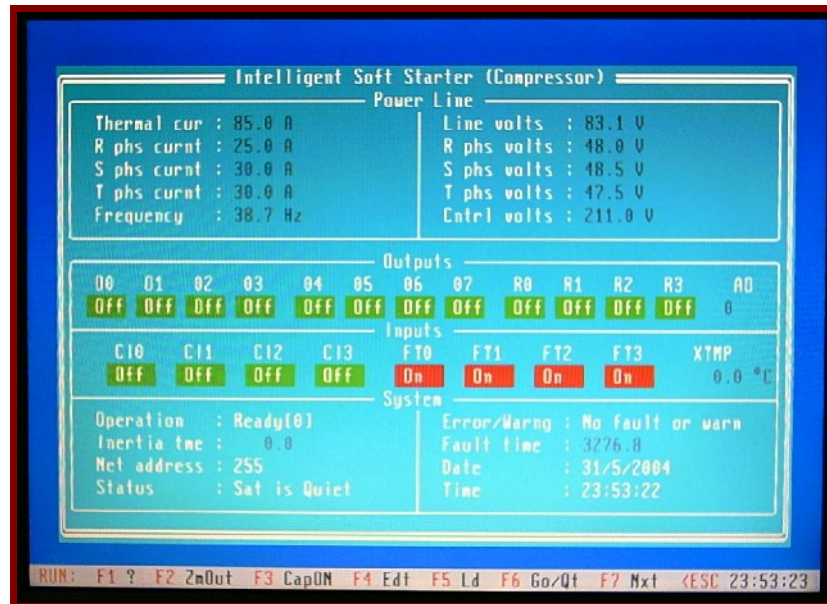 Intelligent Soft Starter (Compressor)
Power Line
Thermal cur : 85.0 A
R phs curnt : 25.0 A
S phs curnt : 30.0 A
T phs curnt : 30.0 A
Frequency : 38.7 Hz
Line volts : 83.1 V
R phs volts : 48.0 V
S phs volts : 48.5 V
T phs volts : 47.5 V
Cntrl volts : 211.0 V
Outputs
O0 O1 O2 O3 O4 O5 O6 O7 R0 R1 R2 R3 AO
Off Off Off Off Off Off Off Off Off Off Off Off 0
Inputs
CI0 CI1 CI2 CI3 FT0 FT1 FT2 FT3 XTMP
Off Off Off Off On On On On 0.0 °C
System
Operation : Ready[0]
Inertia tme : 0.0
Net address : 255
Status : Sat is Quiet
Error/Warng : No fault or warn
Fault time : 3276.8
Date : 31/5/2004
Time : 23:53:22
RUN: F1 ? F2 ZmOut F3 CapON F4 Edt F5 Ld F6 Go/Qt F7 Nxt <ESC 23:53:23